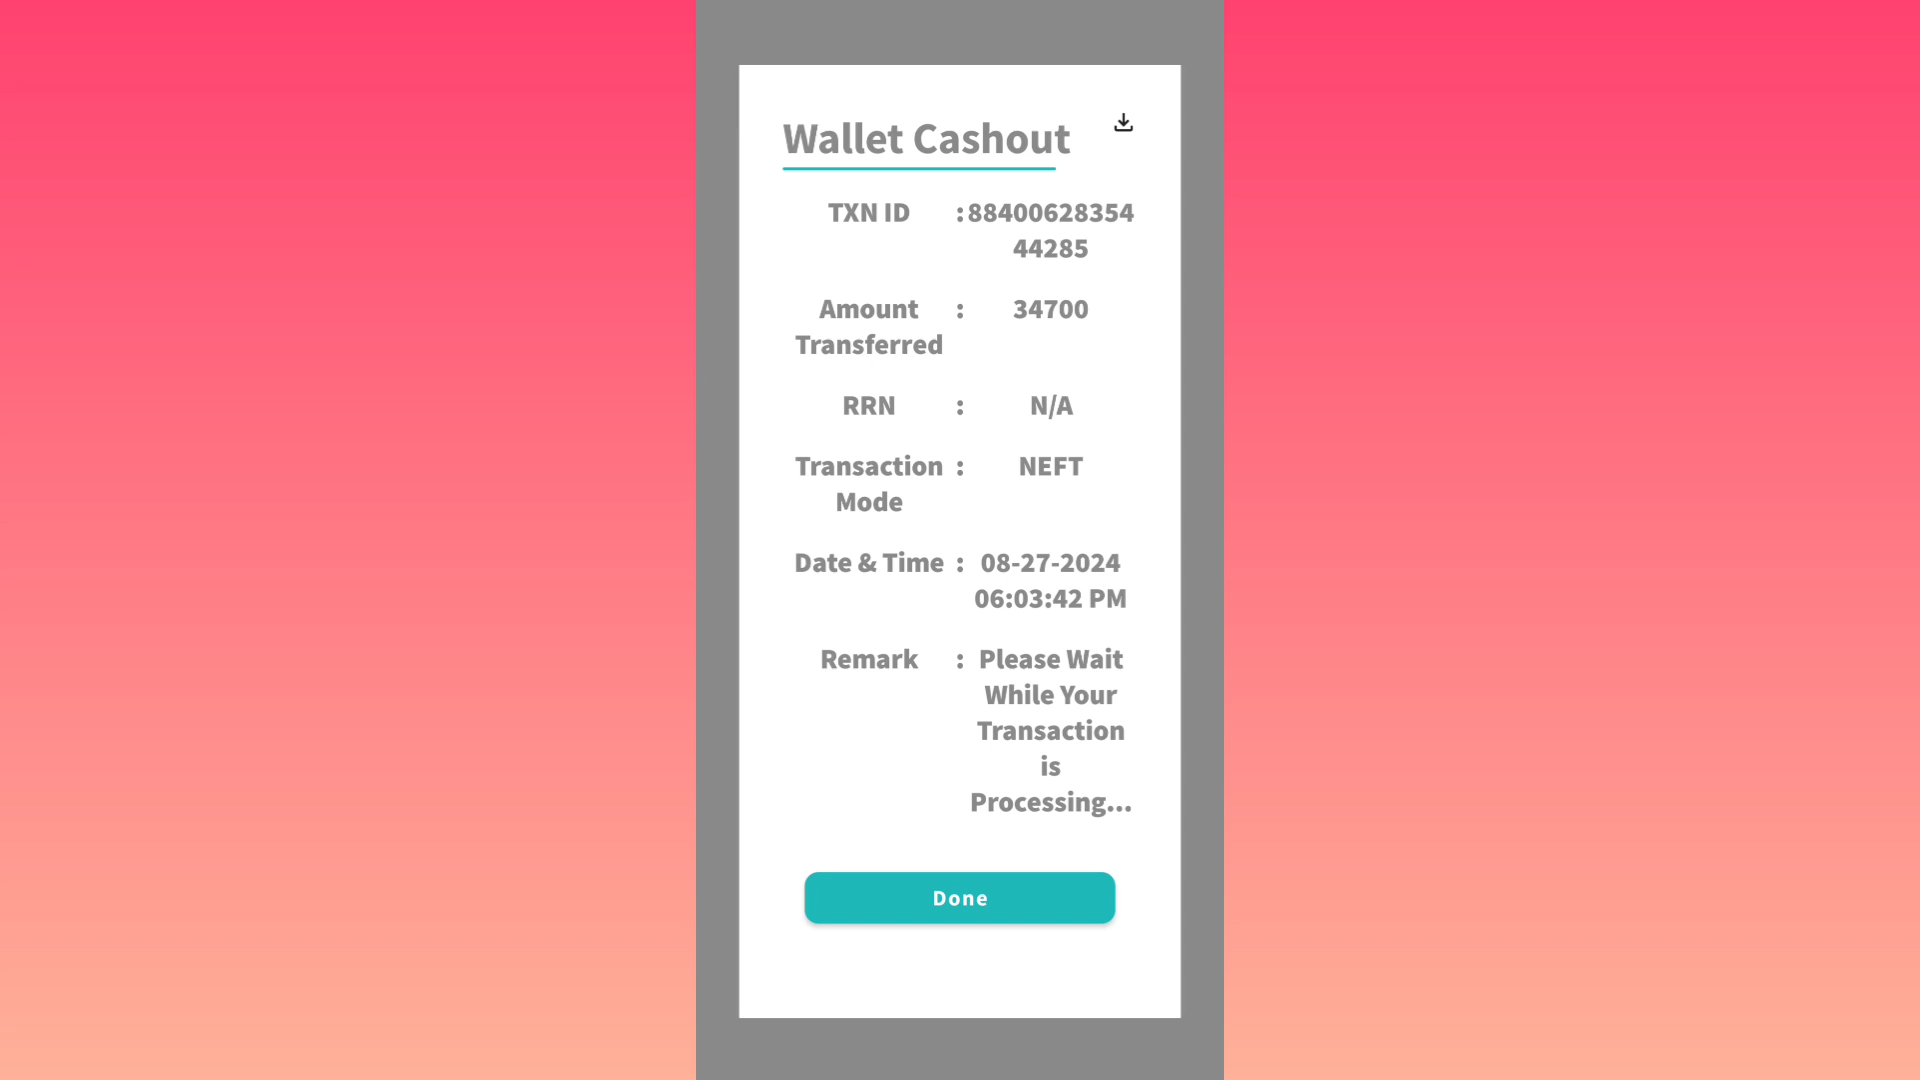 Wallet Cashout
TXN ID : 88400628354
44285
Amount : 34700
Transferred
RRN : N/A
Transaction : NEFT
Mode
Date & Time : 08-27-2024
06:03:42 PM
Remark : Please Wait
While Your
Transaction
is
Processing...
Done